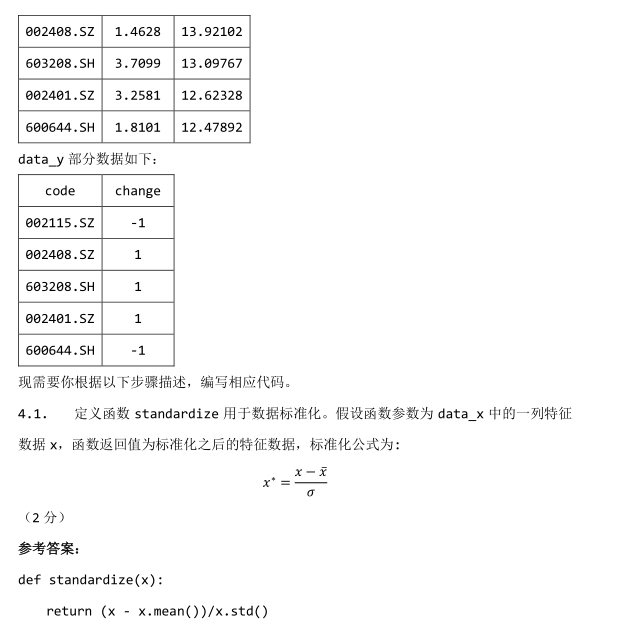 002408.SZ 1.4628 13.92102
603208.SH 3.7099 13.09767
002401.SZ 3.2581 12.62328
600644.SH 1.8101 12.47892
data_y 部分数据如下：
code change
002115.SZ -1
002408.SZ 1
603208.SH 1
002401.SZ 1
600644.SH -1
现需要你根据以下步骤描述，编写相应代码。
4.1. 定义函数 standardize 用于数据标准化。假设函数参数为 data_x 中的一列特征
数据 x，函数返回值为标准化之后的特征数据，标准化公式为：
x* = (x − x̄)/σ
（2 分）
参考答案：
def standardize(x):
return (x - x.mean())/x.std()